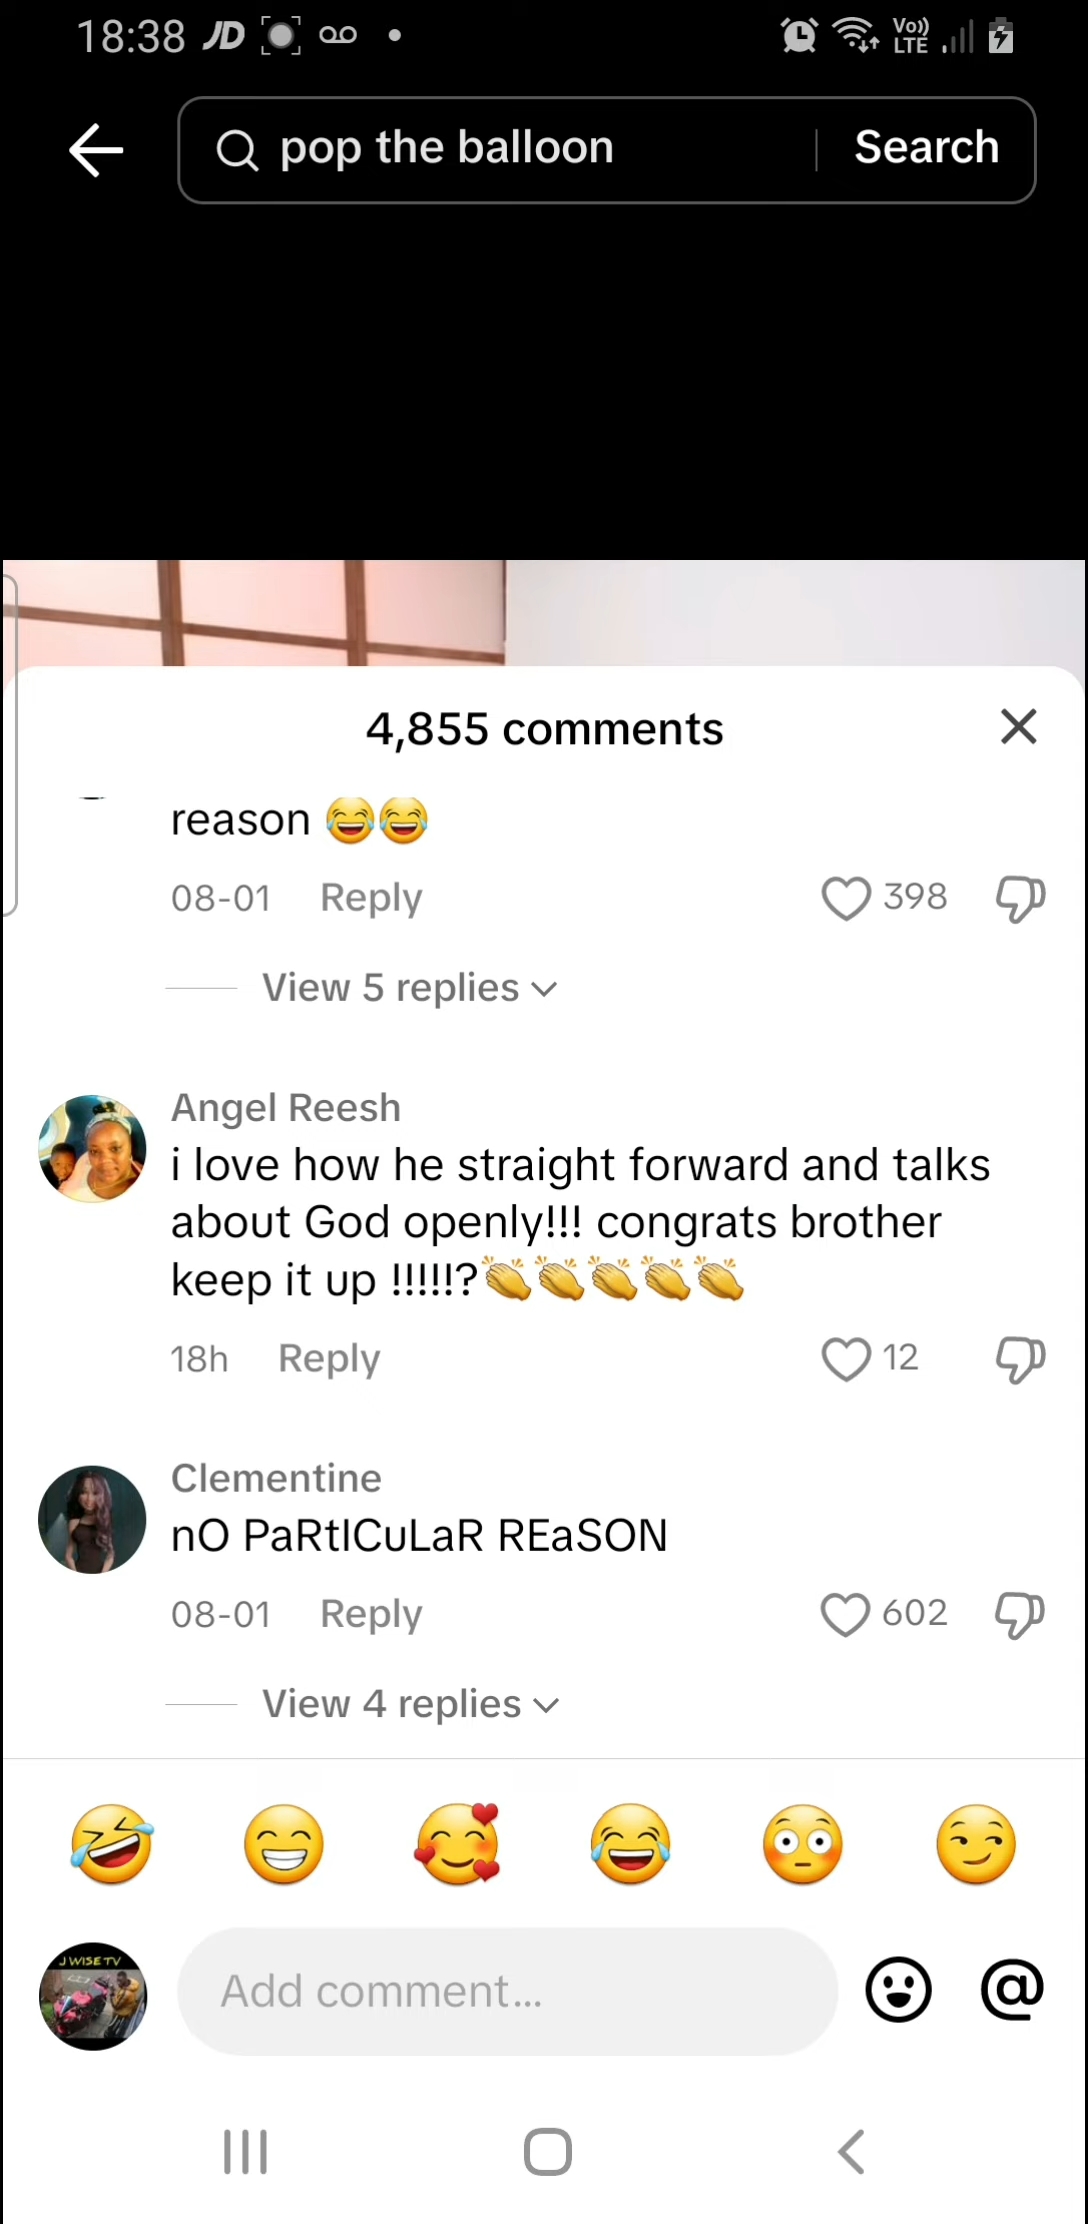 18:38 JD
Vo)) LTE
pop the balloon
Search
4,855 comments
reason 😂😂
08-01 Reply 398
View 5 replies
Angel Reesh
i love how he straight forward and talks
about God openly!!! congrats brother
keep it up !!!!!?👏👏👏👏👏
18h Reply 12
Clementine
nO PaRtICuLaR REaSON
08-01 Reply 602
View 4 replies
🤣 😁 🥰 😂 😳 😏
J WISE TV
Add comment...
@